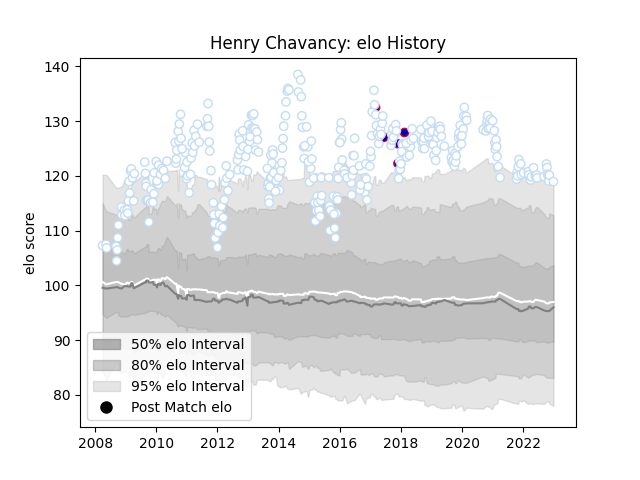 Henry Chavancy: elo History
elo score
140
130
120
110
100
90
80
50% elo Interval
80% elo Interval
95% elo Interval
Post Match elo
2008 2010 2012 2014 2016 2018 2020 2022